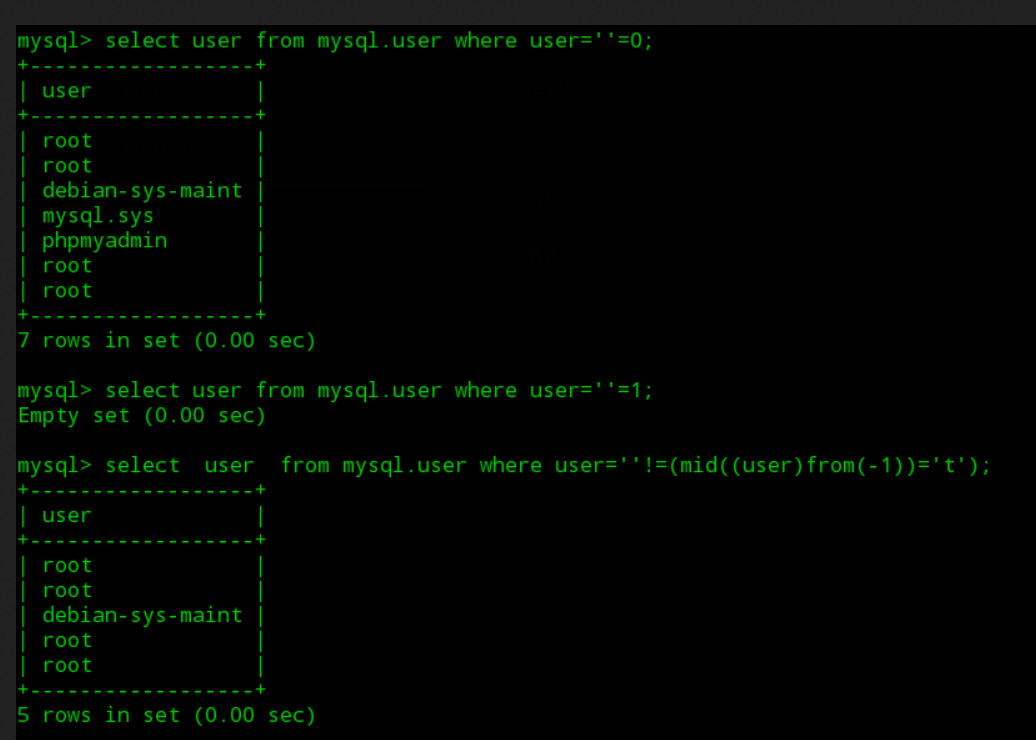 mysql> select user from mysql.user where user=''=0;
+------------------+
| user             |
+------------------+
| root             |
| root             |
| debian-sys-maint |
| mysql.sys        |
| phpmyadmin       |
| root             |
| root             |
+------------------+
7 rows in set (0.00 sec)
mysql> select user from mysql.user where user=''=1;
Empty set (0.00 sec)
mysql> select  user  from mysql.user where user=''!=(mid((user)from(-1))='t');
+------------------+
| user             |
+------------------+
| root             |
| root             |
| debian-sys-maint |
| root             |
| root             |
+------------------+
5 rows in set (0.00 sec)